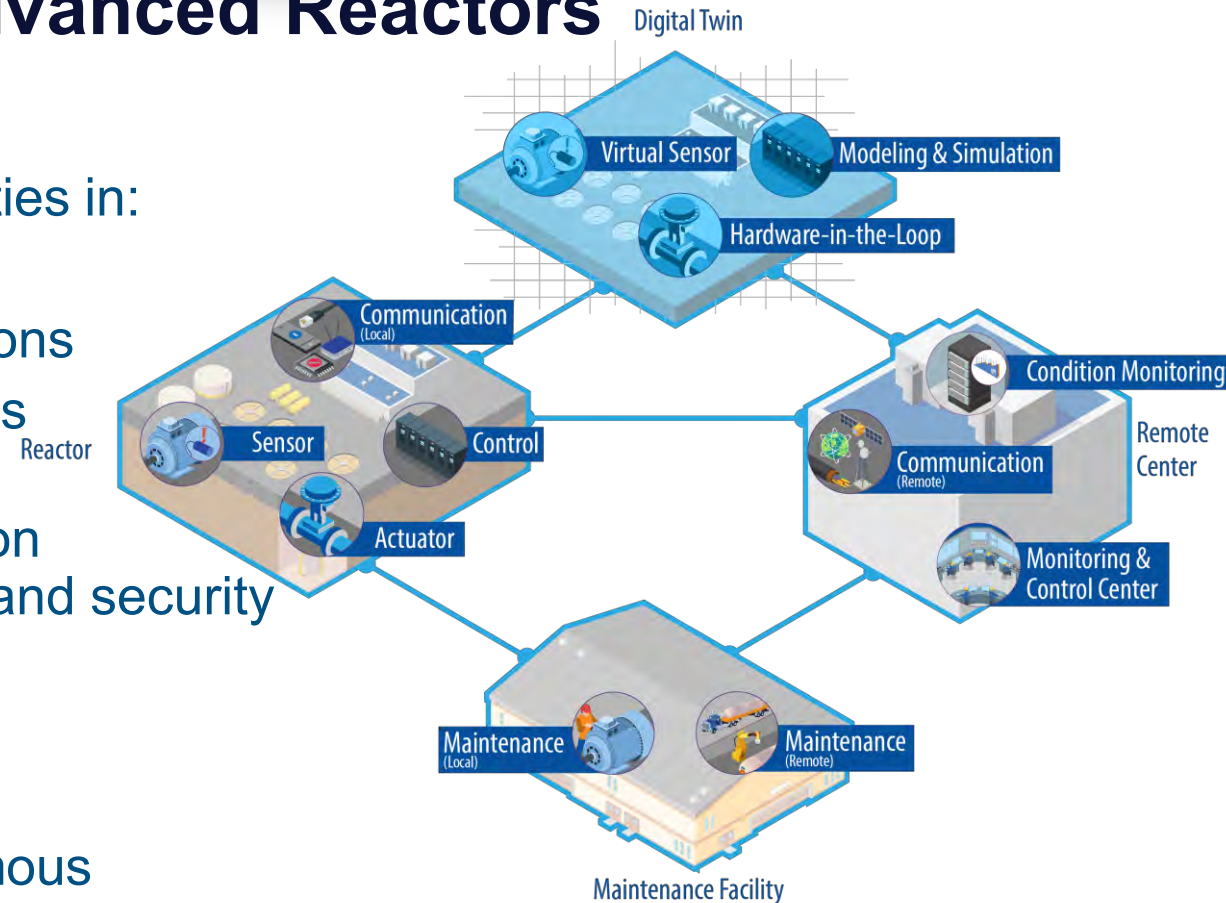 Advanced Reactors
ties in:
ons
s
on
and security
nous
Digital Twin
Virtual Sensor
Modeling & Simulation
Hardware-in-the-Loop
Reactor
Communication
(Local)
Sensor
Control
Actuator
Condition Monitoring
Communication
(Remote)
Remote
Center
Monitoring &
Control Center
Maintenance
(Local)
Maintenance
(Remote)
Maintenance Facility